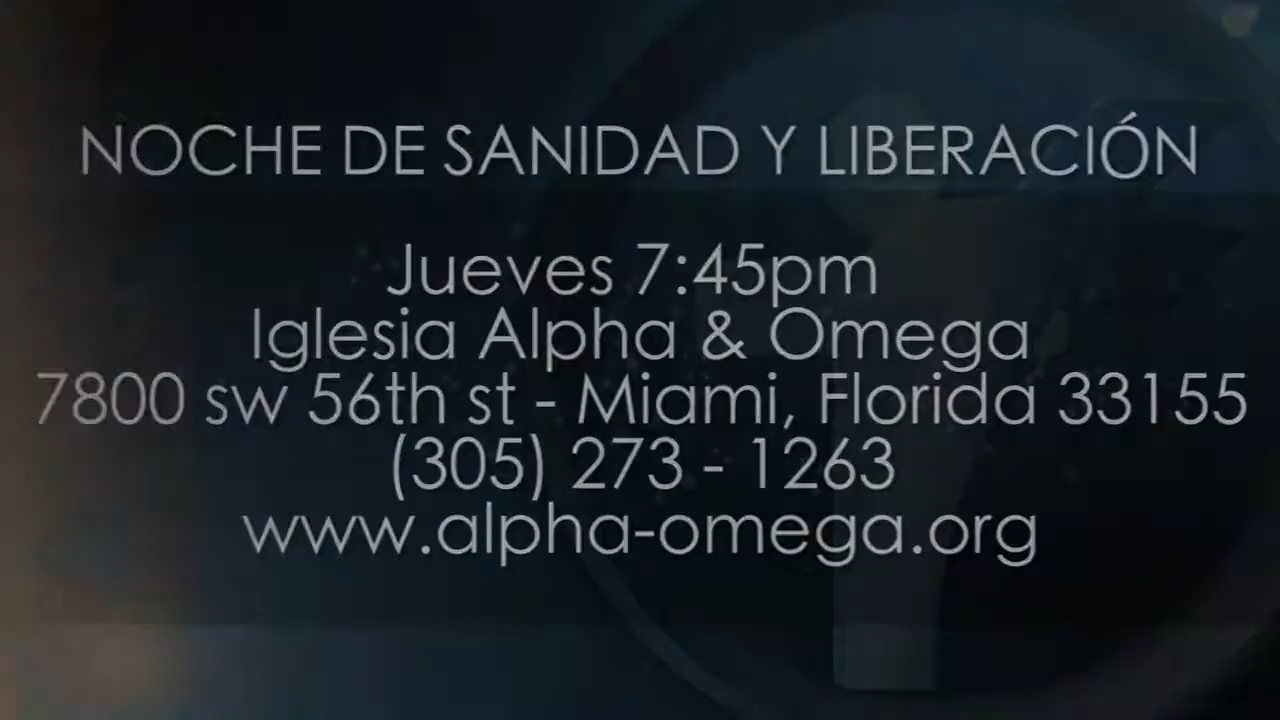 NOCHE DE SANIDAD Y LIBERACIÓN
Jueves 7:45pm
Iglesia Alpha & Omega
7800 sw 56th st - Miami, Florida 33155
(305) 273 - 1263
www.alpha-omega.org